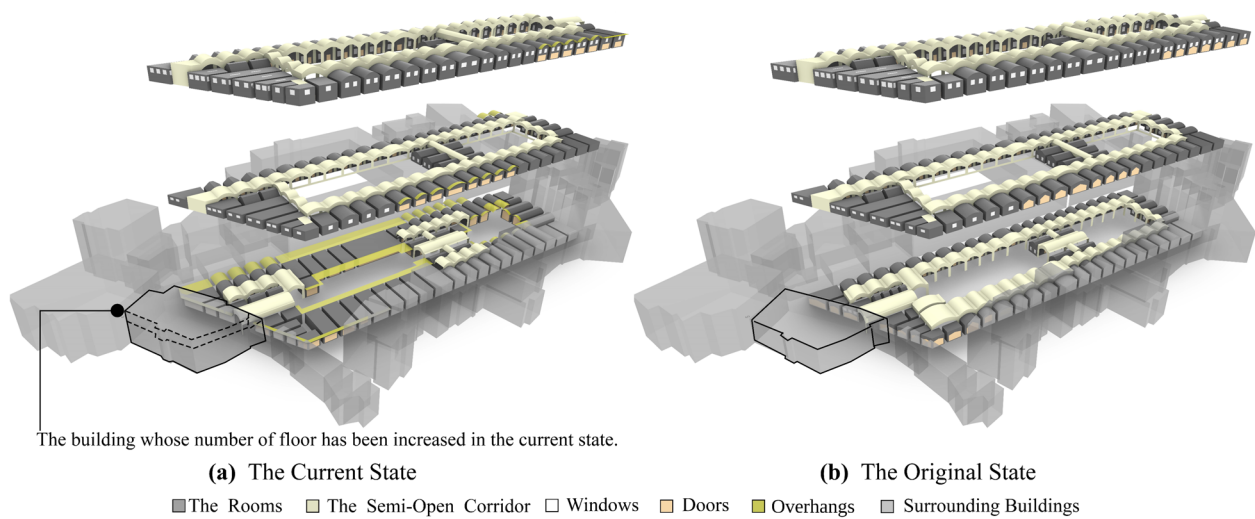 The building whose number of floor has been increased in the current state.
(a) The Current State
(b) The Original State
The Rooms The Semi-Open Corridor Windows Doors Overhangs Surrounding Buildings